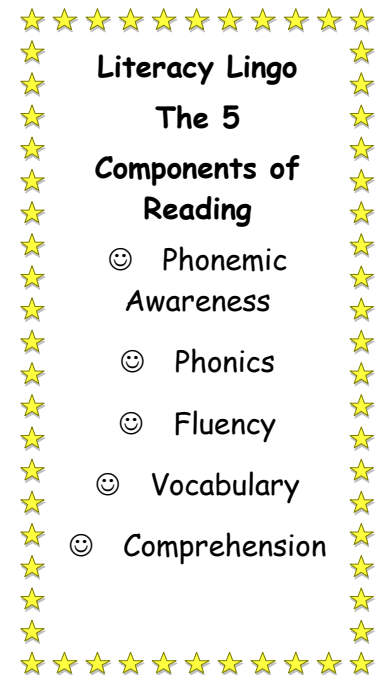 Literacy Lingo
The 5
Components of
Reading
☺ Phonemic
Awareness
☺ Phonics
☺ Fluency
☺ Vocabulary
☺ Comprehension